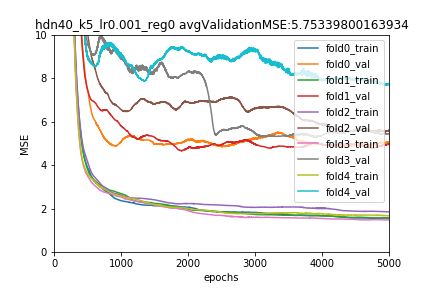 hdn40_k5_lr0.001_reg0 avgValidationMSE:5.75339800163934
10
8
6
4
2
0
MSE
0 1000 2000 3000 4000 5000
epochs
fold0_train
fold0_val
fold1_train
fold1_val
fold2_train
fold2_val
fold3_train
fold3_val
fold4_train
fold4_val